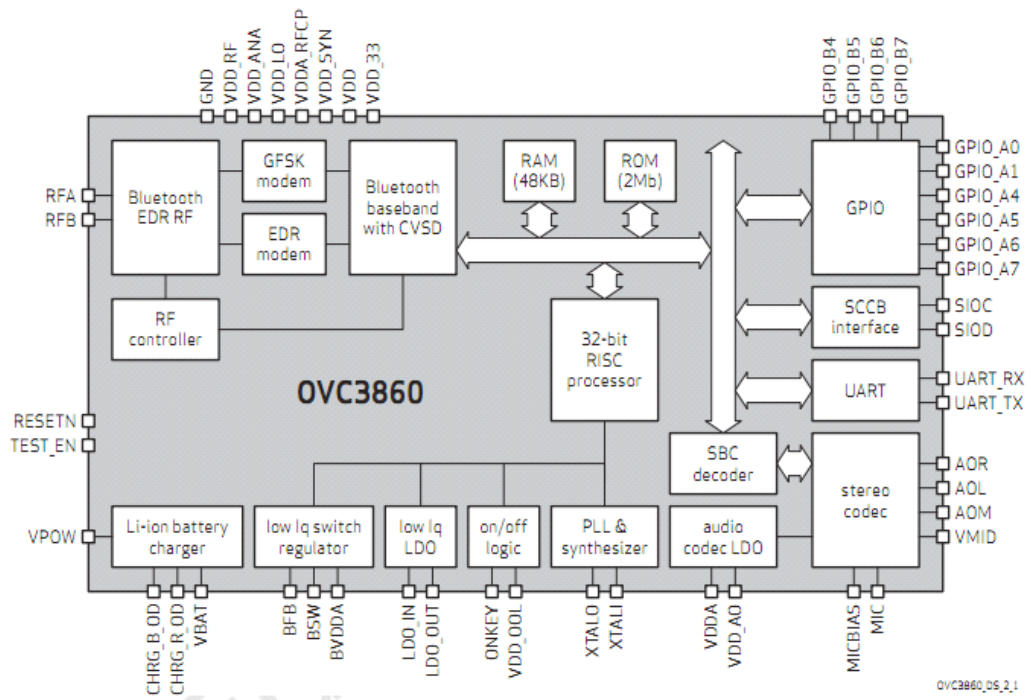 GND
VDD_RF
VDD_ANA
VDD_LO
VDDA_RFCP
VDD_SYN
VDD
VDD_33
GPIO_B4
GPIO_B5
GPIO_B6
GPIO_B7
RFA
RFB
Bluetooth
EDR RF
GFSK
modem
EDR
modem
Bluetooth
baseband
with CVSD
RAM
(48KB)
ROM
(2Mb)
GPIO
GPIO_A0
GPIO_A1
GPIO_A4
GPIO_A5
GPIO_A6
GPIO_A7
RF
controller
32-bit
RISC
processor
SCCB
interface
SIOC
SIOD
OVC3860
UART
UART_RX
UART_TX
RESETN
TEST_EN
SBC
decoder
stereo
codec
AOR
AOL
AOM
VMID
VPOW
Li-ion battery
charger
low Iq switch
regulator
low Iq
LDO
on/off
logic
PLL &
synthesizer
audio
codec LDO
CHRG_B_OD
CHRG_R_OD
VBAT
BFB
BSW
BVDDA
LDO_IN
LDO_OUT
ONKEY
VDD_OOL
XTALO
XTALI
VDDA
VDD_AO
MICBIAS
MIC
OVC3860_DS_2_1